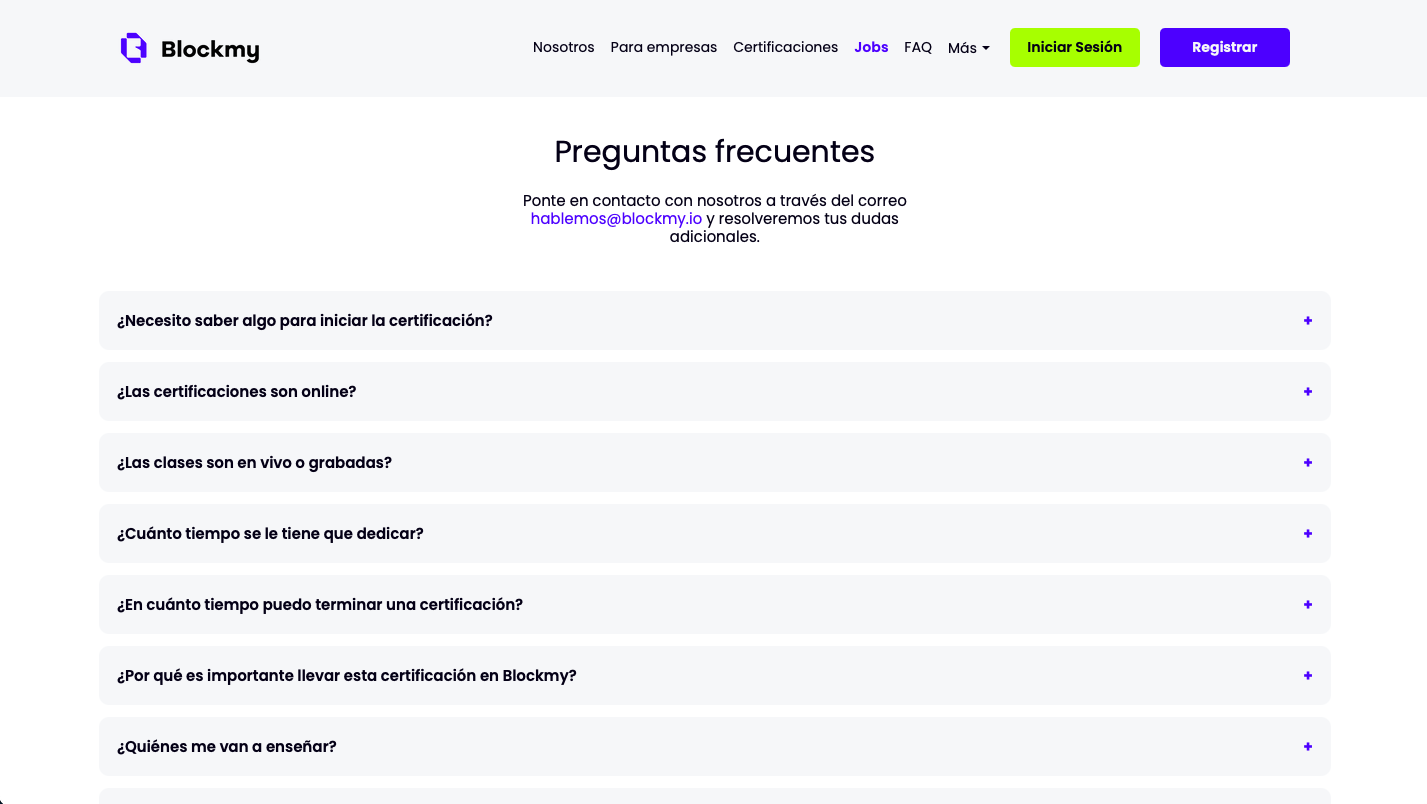 Blockmy
Nosotros Para empresas Certificaciones Jobs FAQ Más Iniciar Sesión Registrar
Preguntas frecuentes
Ponte en contacto con nosotros a través del correo
hablemos@blockmy.io y resolveremos tus dudas
adicionales.
¿Necesito saber algo para iniciar la certificación? +
¿Las certificaciones son online? +
¿Las clases son en vivo o grabadas? +
¿Cuánto tiempo se le tiene que dedicar? +
¿En cuánto tiempo puedo terminar una certificación? +
¿Por qué es importante llevar esta certificación en Blockmy? +
¿Quiénes me van a enseñar? +